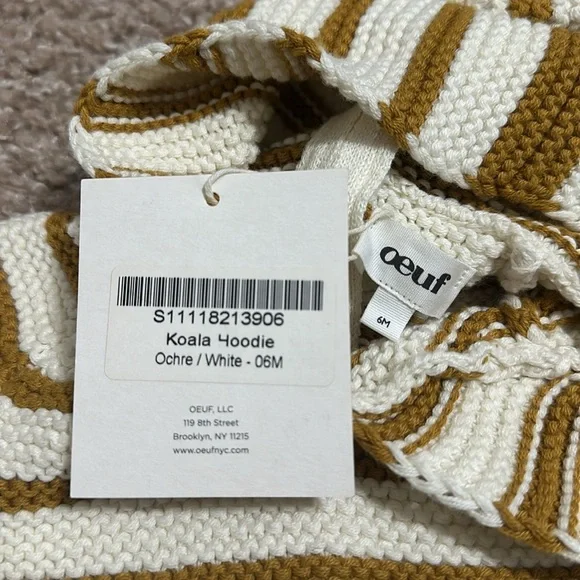 S11118213906
Koala Hoodie
Ochre / White - 06M
OEUF, LLC
119 8th Street
Brooklyn, NY 11215
www.oeufnyc.com
oeuf
6M